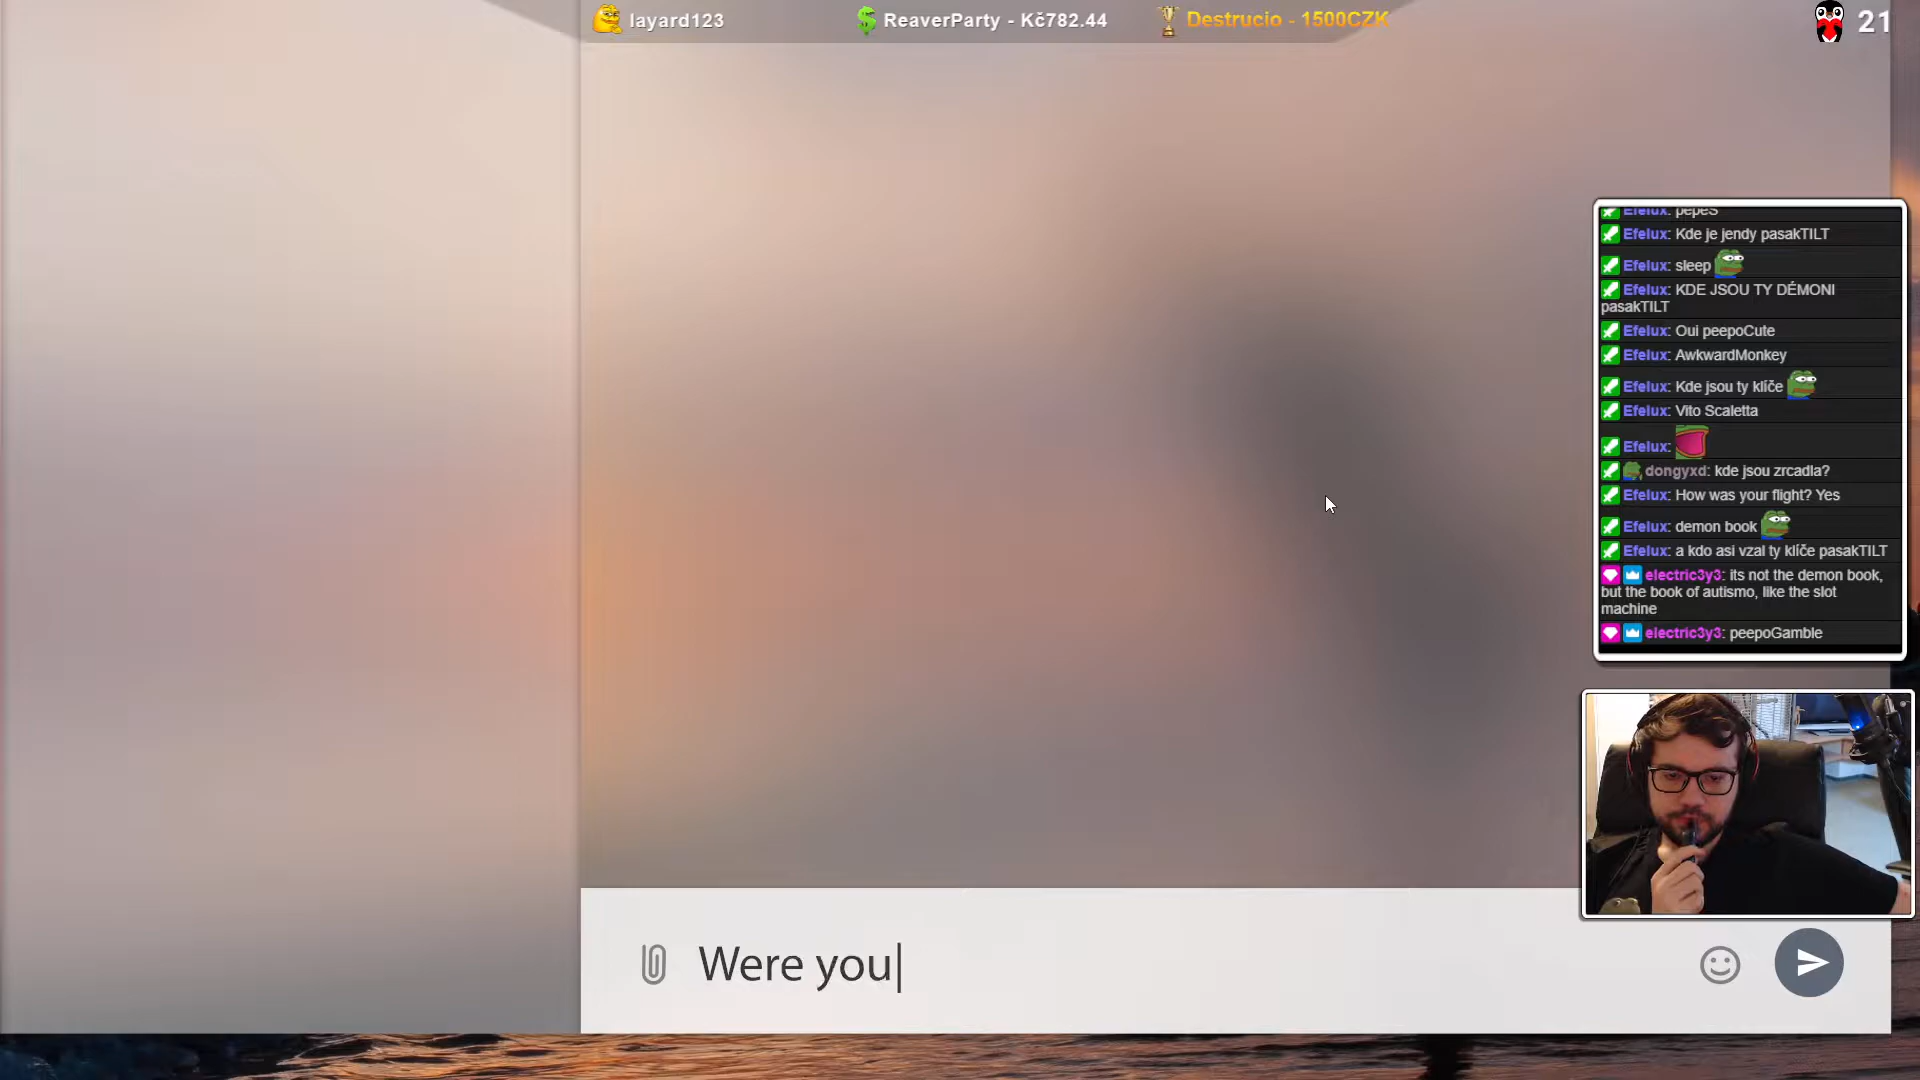 layard123
ReaverParty - Kč782.44
Destrucio - 1500CZK
21
Efelux: pepeS
Efelux: Kde je jendy pasakTILT
Efelux: sleep
Efelux: KDE JSOU TY DÉMONI
pasakTILT
Efelux: Oui peepoCute
Efelux: AwkwardMonkey
Efelux: Kde jsou ty klíče
Efelux: Vito Scaletta
Efelux:
dongyxd: kde jsou zrcadla?
Efelux: How was your flight? Yes
Efelux: demon book
Efelux: a kdo asi vzal ty klíče pasakTILT
electric3y3: its not the demon book,
but the book of autismo, like the slot
machine
electric3y3: peepoGamble
Were you